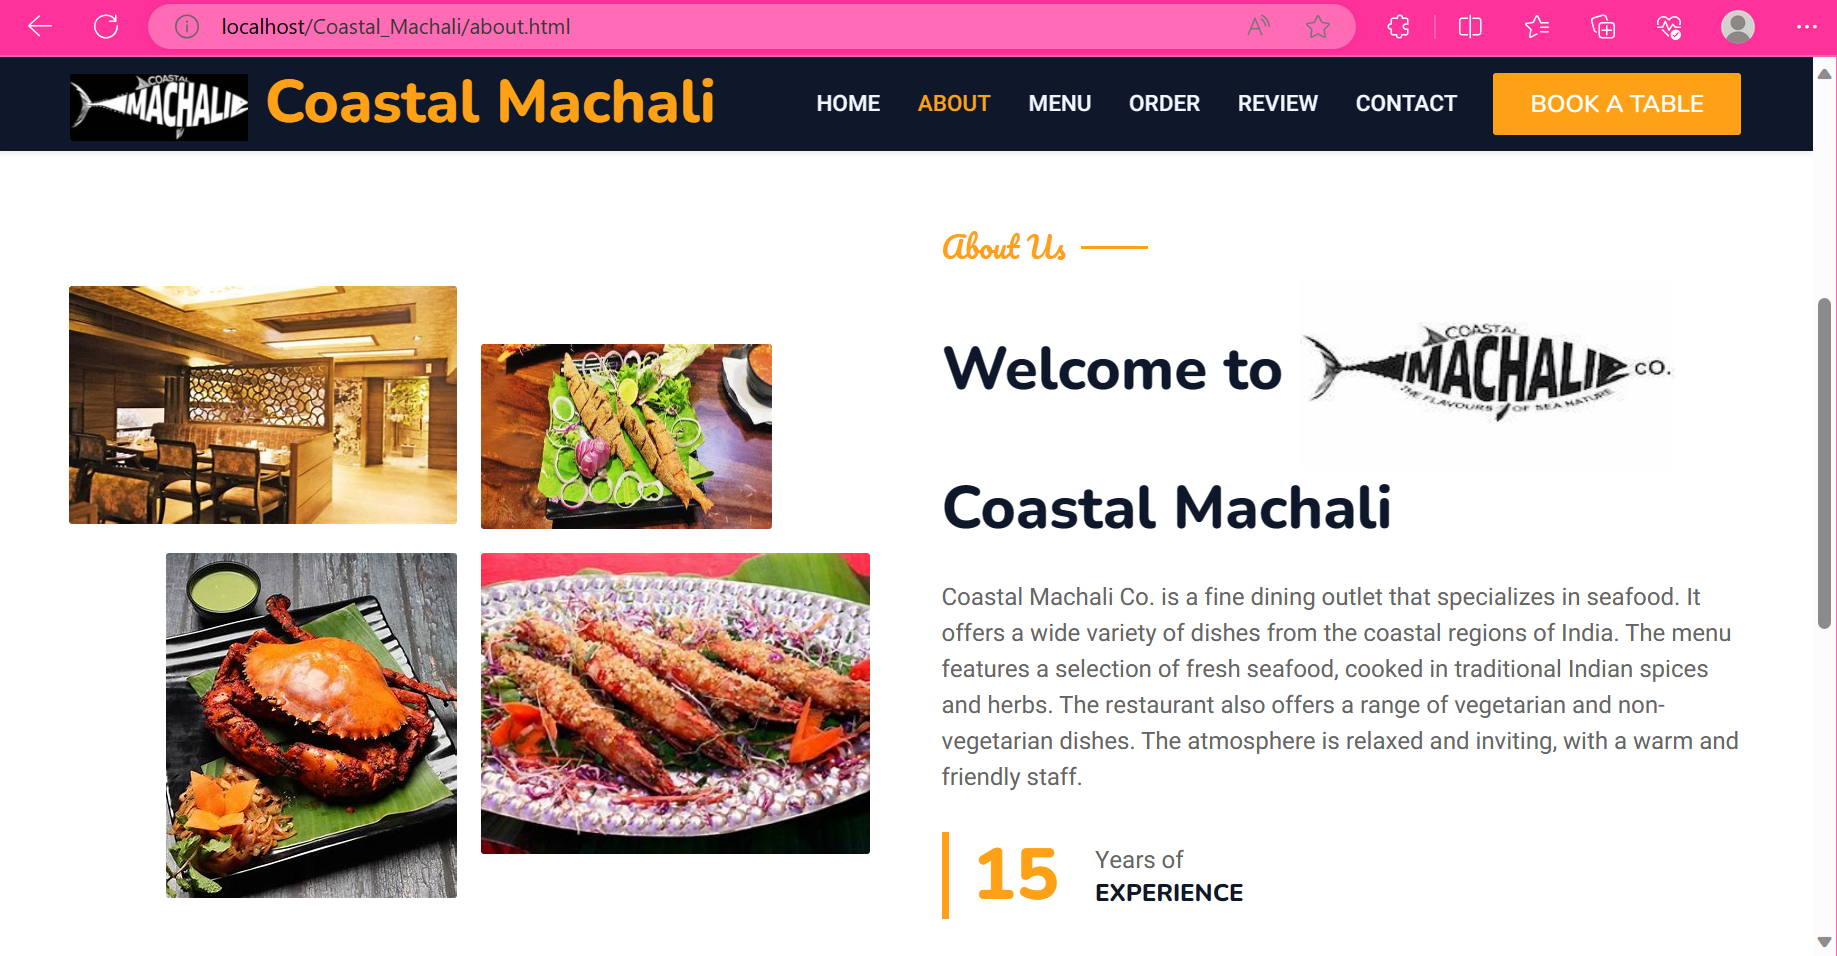 localhost/Coastal_Machali/about.html
COASTAL
MACHALI
Coastal Machali
HOME
ABOUT
MENU
ORDER
REVIEW
CONTACT
BOOK A TABLE
About Us
Welcome to
COASTAL
MACHALI
CO.
THE FLAVOURS OF SEA NATURE
Coastal Machali
Coastal Machali Co. is a fine dining outlet that specializes in seafood. It
offers a wide variety of dishes from the coastal regions of India. The menu
features a selection of fresh seafood, cooked in traditional Indian spices
and herbs. The restaurant also offers a range of vegetarian and non-
vegetarian dishes. The atmosphere is relaxed and inviting, with a warm and
friendly staff.
15
Years of
EXPERIENCE